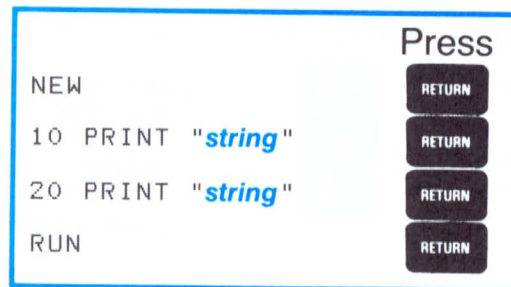 Press
NEW RETURN
10 PRINT "string" RETURN
20 PRINT "string" RETURN
RUN RETURN